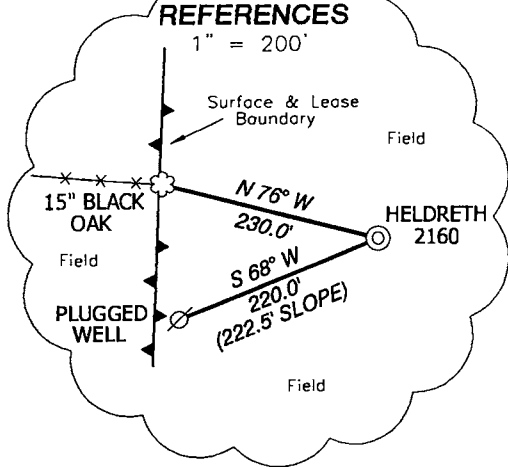 REFERENCES
1" = 200'
Surface & Lease
Boundary
Field
N 76° W
230.0'
15" BLACK
OAK
HELDRETH
2160
Field
S 68° W
220.0'
(222.5' SLOPE)
PLUGGED
WELL
Field